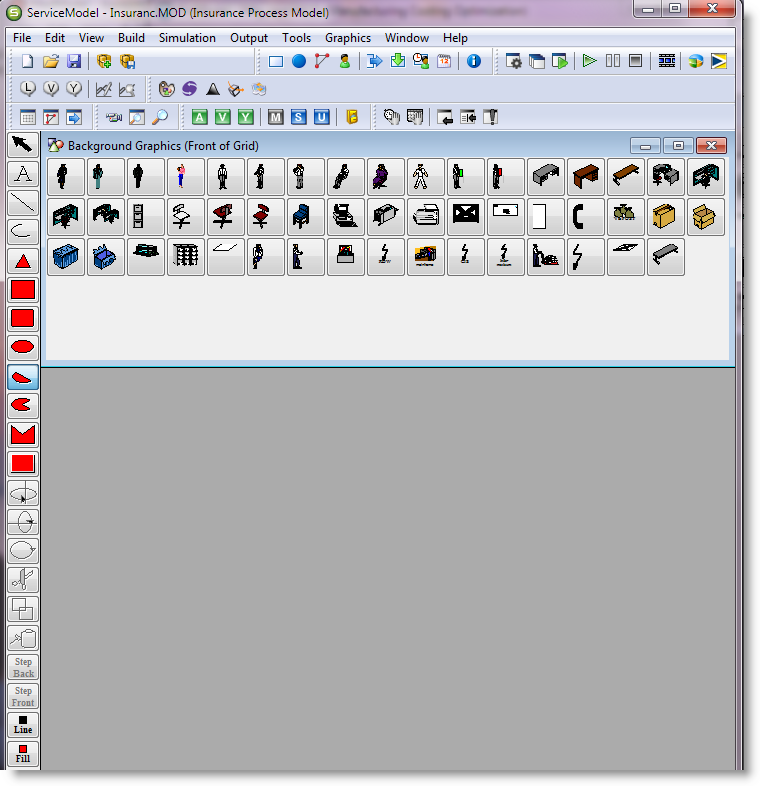 ServiceModel - Insuranc.MOD (Insurance Process Model)
File Edit View Build Simulation Output Tools Graphics Window Help
12
L V Y
A V Y M S U
Background Graphics (Front of Grid)
A
Step
Back
Step
Front
Line
Fill